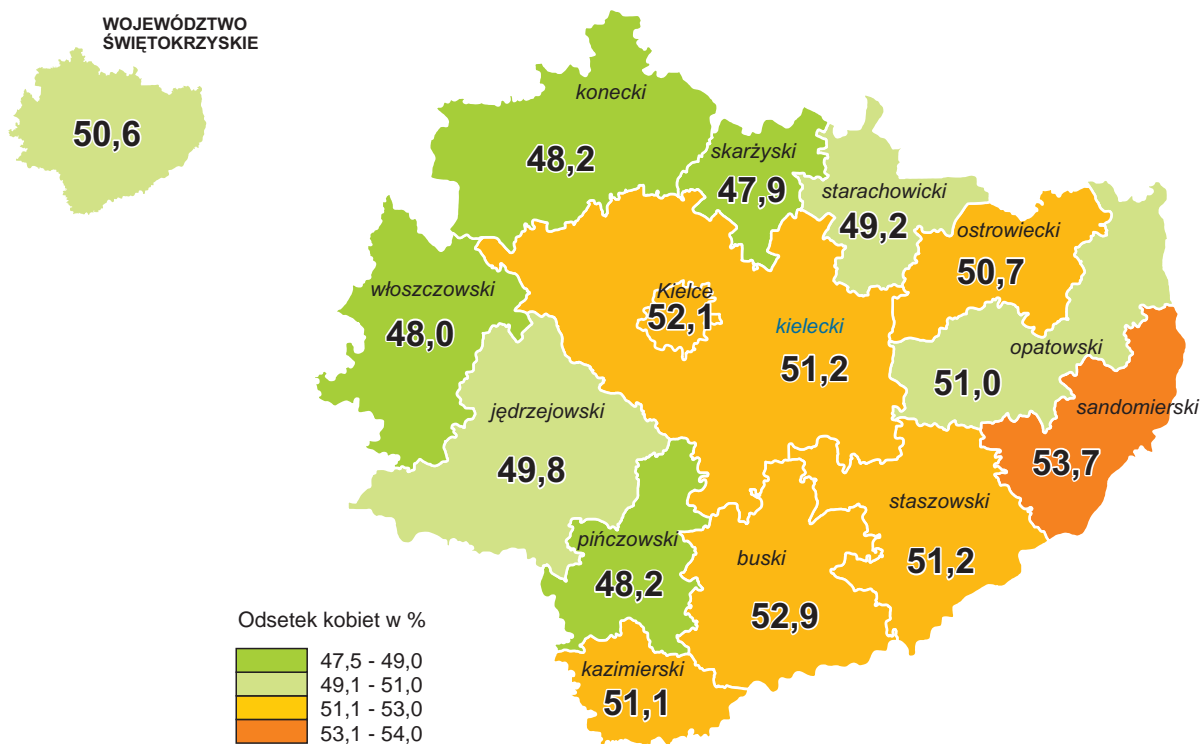 WOJEWÓDZTWO
ŚWIĘTOKRZYSKIE
50,6
konecki
48,2
skarżyski
47,9
starachowicki
49,2
ostrowiecki
50,7
włoszczowski
48,0
Kielce
52,1
kielecki
51,2
opatowski
51,0
sandomierski
53,7
jędrzejowski
49,8
staszowski
51,2
pińczowski
48,2
buski
52,9
kazimierski
51,1
Odsetek kobiet w %
47,5 - 49,0
49,1 - 51,0
51,1 - 53,0
53,1 - 54,0